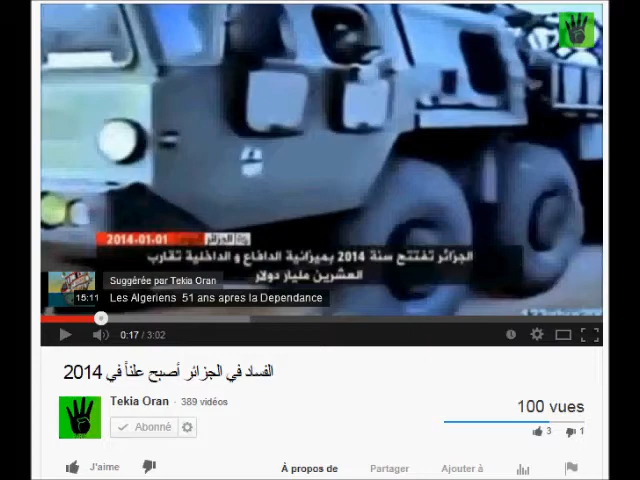 2014-01-01
الجزائر تفتتح سنة 2014 بميزانية الدافاع و الداخلية تقارب
العشرين مليار دولار
15:11
Suggérée par Tekia Oran
Les Algeriens 51 ans apres la Dependance
0:17 / 3:02
الفساد في الجزائر أصبح علناً في 2014
Tekia Oran · 389 vidéos
100 vues
Abonné
3 1
J'aime
À propos de Partager Ajouter à